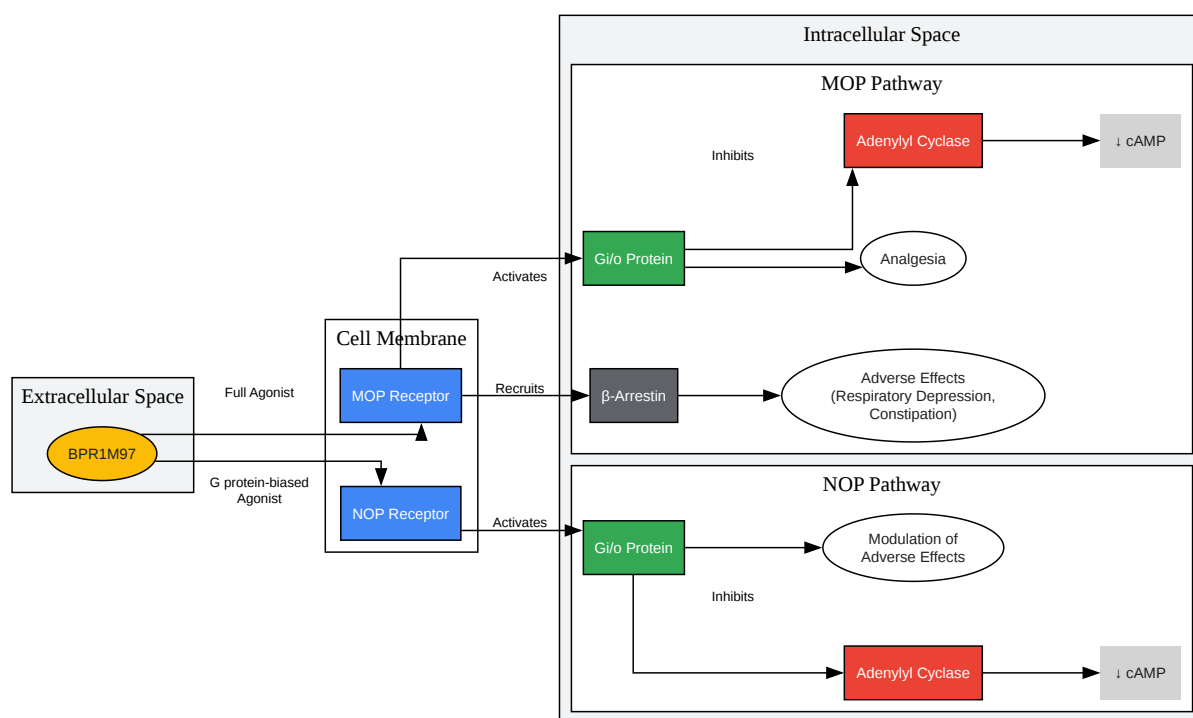 Intracellular Space
MOP Pathway
Adenylyl Cyclase
↓ cAMP
Inhibits
Gi/o Protein
Analgesia
Activates
Cell Membrane
Extracellular Space
Full Agonist
MOP Receptor
Recruits
β-Arrestin
Adverse Effects
(Respiratory Depression,
Constipation)
BPR1M97
G protein-biased
Agonist
NOP Receptor
Activates
NOP Pathway
Gi/o Protein
Modulation of
Adverse Effects
Inhibits
Adenylyl Cyclase
↓ cAMP